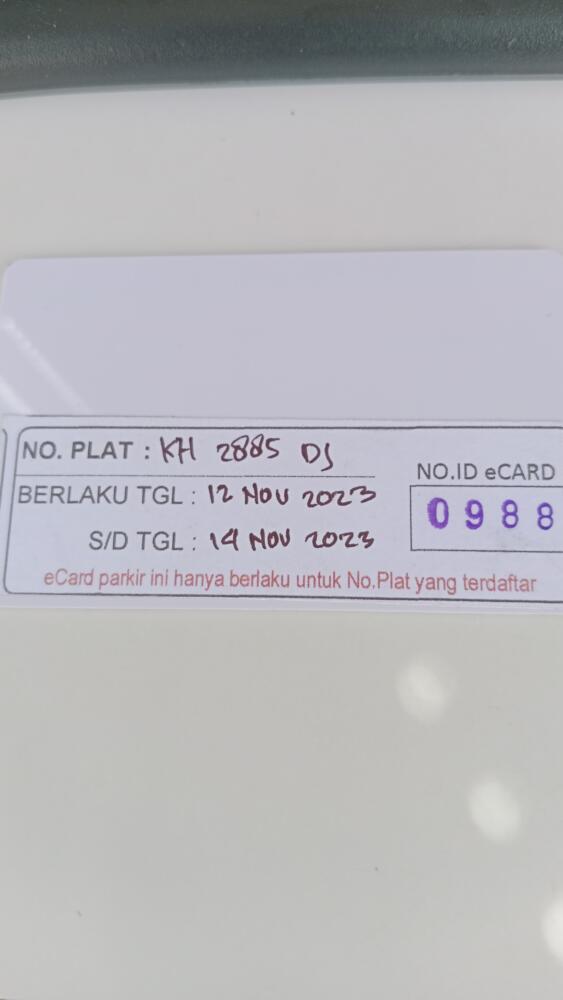 NO. PLAT : KH 2885 DJ
BERLAKU TGL : 12 NOV 2023
S/D TGL : 14 NOV 2023
NO.ID eCARD
0988
eCard parkir ini hanya berlaku untuk No.Plat yang terdaftar